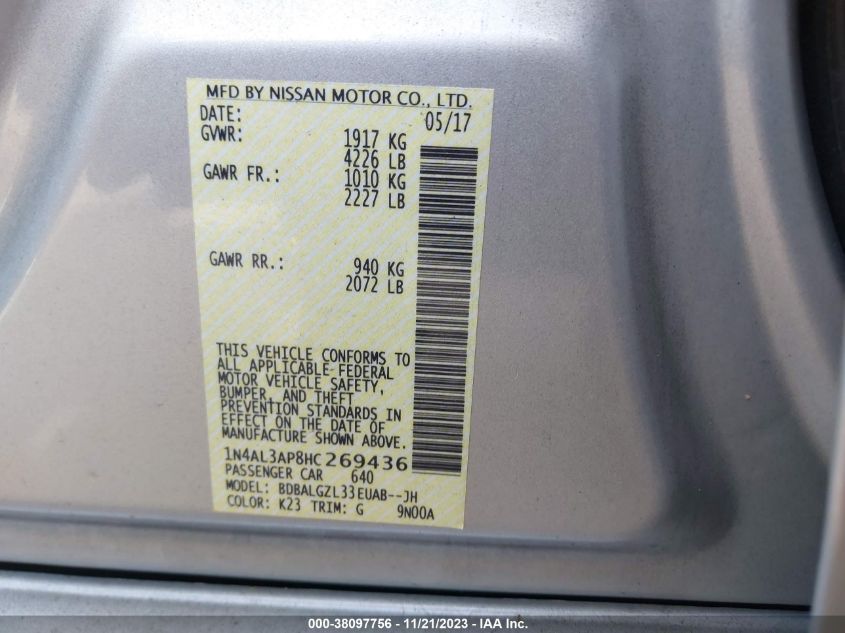 MFD BY NISSAN MOTOR CO., LTD.
DATE: 05/17
GVWR: 1917 KG
4226 LB
GAWR FR.: 1010 KG
2227 LB
GAWR RR.: 940 KG
2072 LB
THIS VEHICLE CONFORMS TO
ALL APPLICABLE FEDERAL
MOTOR VEHICLE SAFETY,
BUMPER, AND THEFT
PREVENTION STANDARDS IN
EFFECT ON THE DATE OF
MANUFACTURE SHOWN ABOVE.
1N4AL3AP8HC269436
PASSENGER CAR 640
MODEL: BDBALGZL33EUAB--JH
COLOR: K23 TRIM: G 9N00A
000-38097756 - 11/21/2023 - IAA Inc.